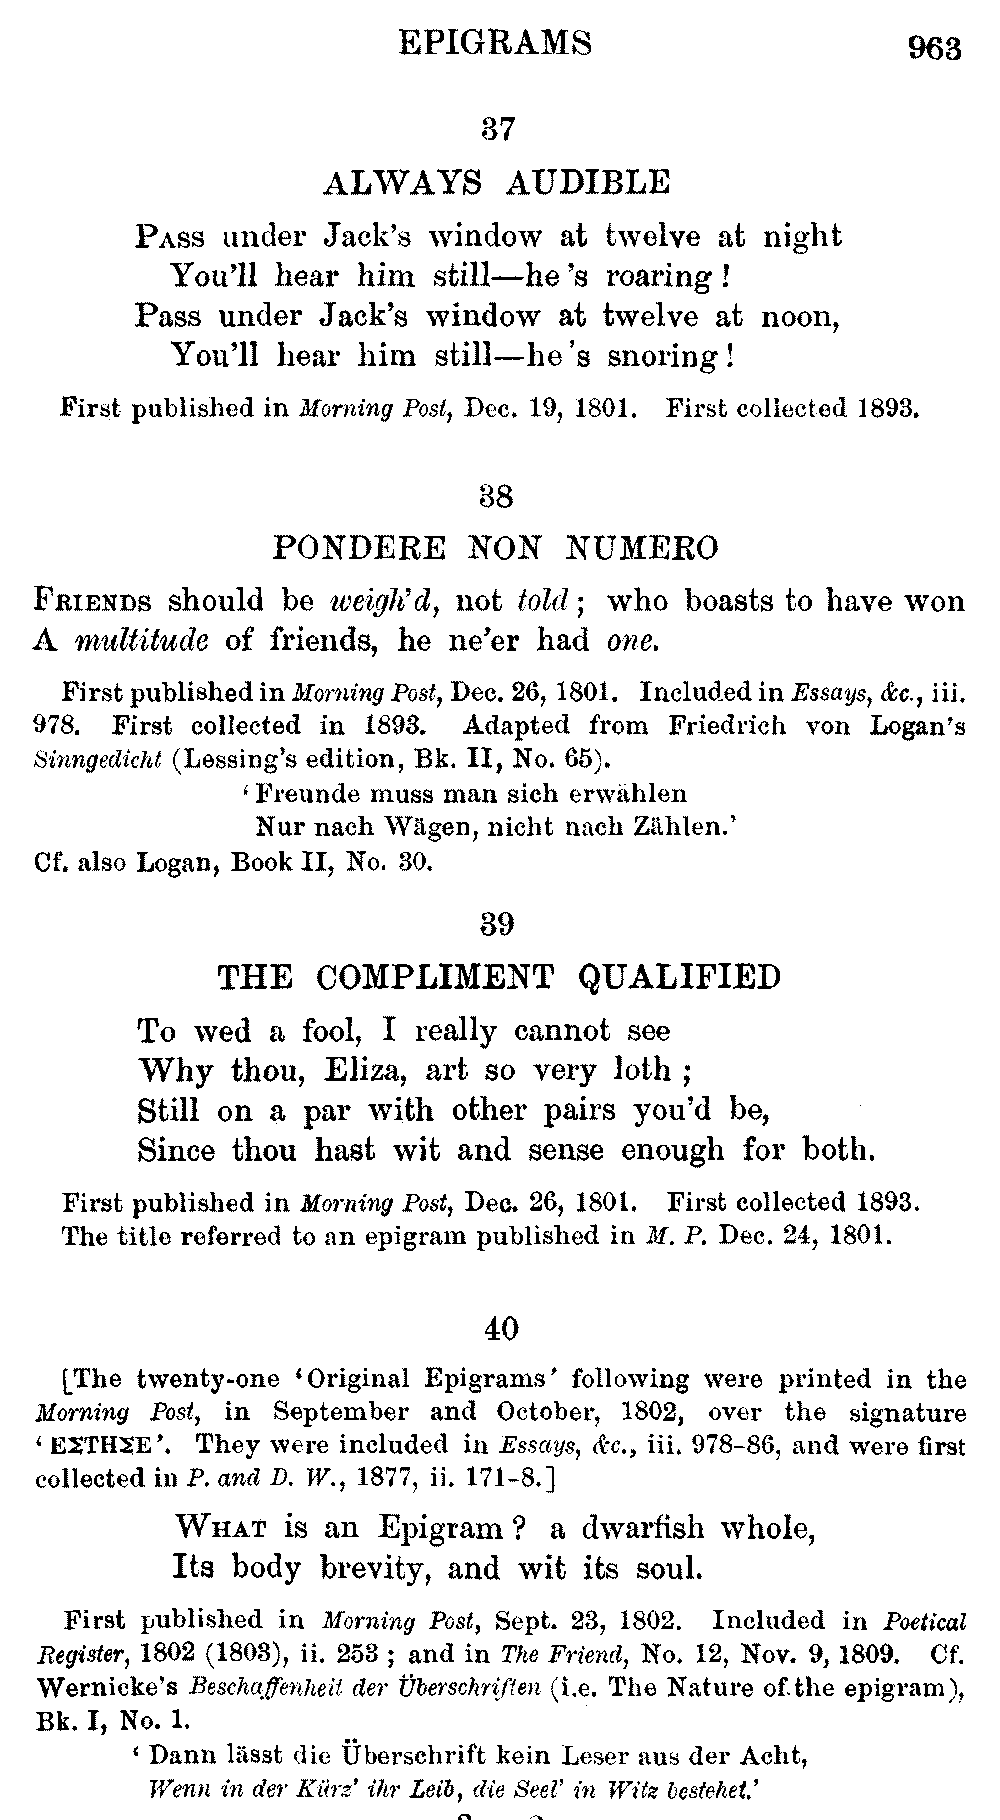 EPIGRAMS 963
37
ALWAYS AUDIBLE
Pass under Jack's window at twelve at night
You'll hear him still—he's roaring!
Pass under Jack's window at twelve at noon,
You'll hear him still—he's snoring!
First published in Morning Post, Dec. 19, 1801. First collected 1893.
38
PONDERE NON NUMERO
Friends should be weigh'd, not told; who boasts to have won
A multitude of friends, he ne'er had one.
First published in Morning Post, Dec. 26, 1801. Included in Essays, &c., iii.
978. First collected in 1893. Adapted from Friedrich von Logan's
Sinngedicht (Lessing's edition, Bk. II, No. 65).
'Freunde muss man sich erwählen
Nur nach Wägen, nicht nach Zählen.'
Cf. also Logan, Book II, No. 30.
39
THE COMPLIMENT QUALIFIED
To wed a fool, I really cannot see
Why thou, Eliza, art so very loth;
Still on a par with other pairs you'd be,
Since thou hast wit and sense enough for both.
First published in Morning Post, Dec. 26, 1801. First collected 1893.
The title referred to an epigram published in M. P. Dec. 24, 1801.
40
[The twenty-one 'Original Epigrams' following were printed in the
Morning Post, in September and October, 1802, over the signature
'ΕΣΤΗΣΕ'. They were included in Essays, &c., iii. 978–86, and were first
collected in P. and D. W., 1877, ii. 171–8.]
What is an Epigram? a dwarfish whole,
Its body brevity, and wit its soul.
First published in Morning Post, Sept. 23, 1802. Included in Poetical
Register, 1802 (1803), ii. 253; and in The Friend, No. 12, Nov. 9, 1809. Cf.
Wernicke's Beschaffenheit der Überschriften (i.e. The Nature of the epigram),
Bk. I, No. 1.
'Dann lässt die Überschrift kein Leser aus der Acht,
Wenn in der Kürz' ihr Leib, die Seel' in Witz bestehet.'